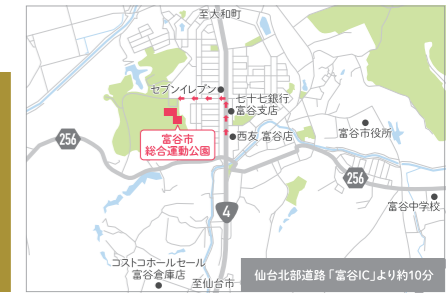 至大和町
セブンイレブン
七十七銀行
富谷支店
西友 富谷店
富谷市役所
富谷市
総合運動公園
256
256
富谷中学校
4
コストコホールセール
富谷倉庫店
至仙台市
仙台北部道路「富谷IC」より約10分